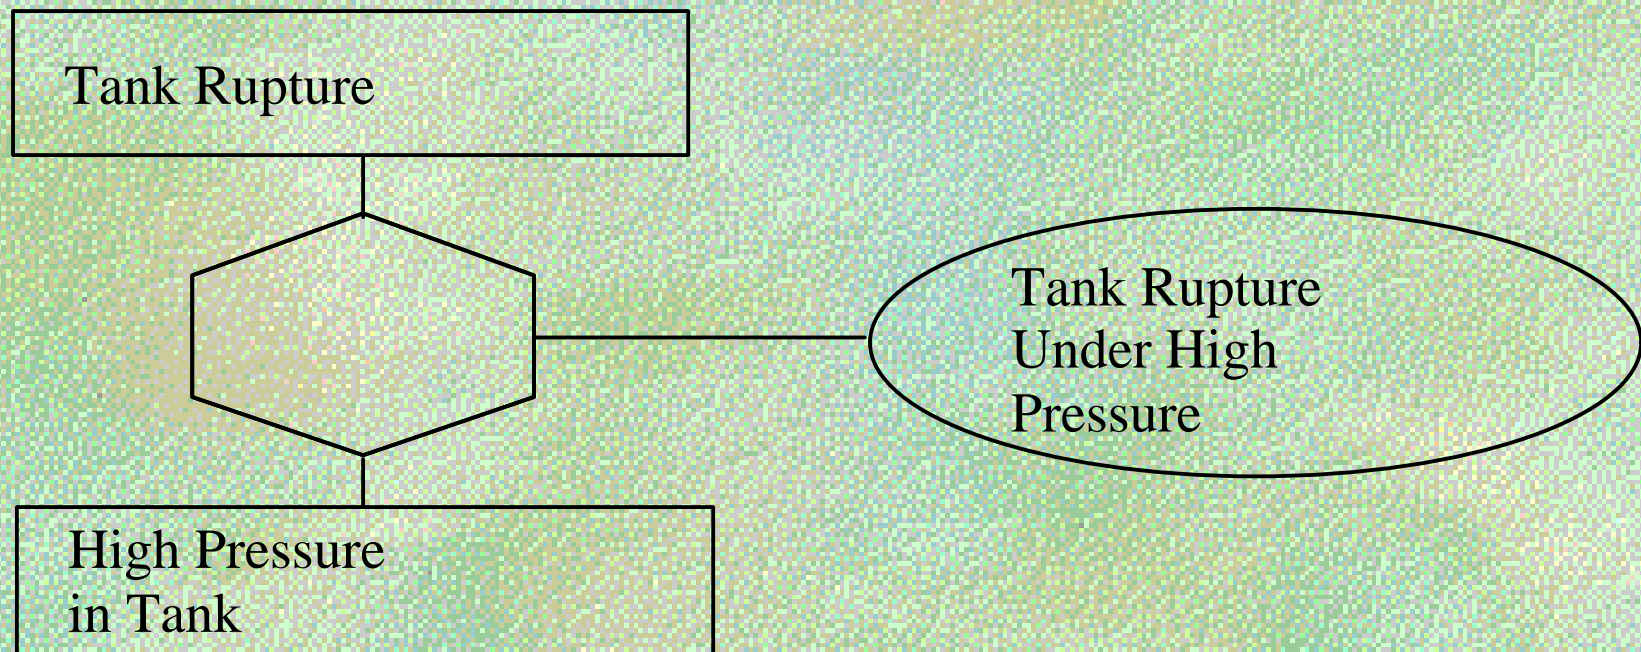 Tank Rupture
Tank Rupture
Under High
Pressure
High Pressure
in Tank